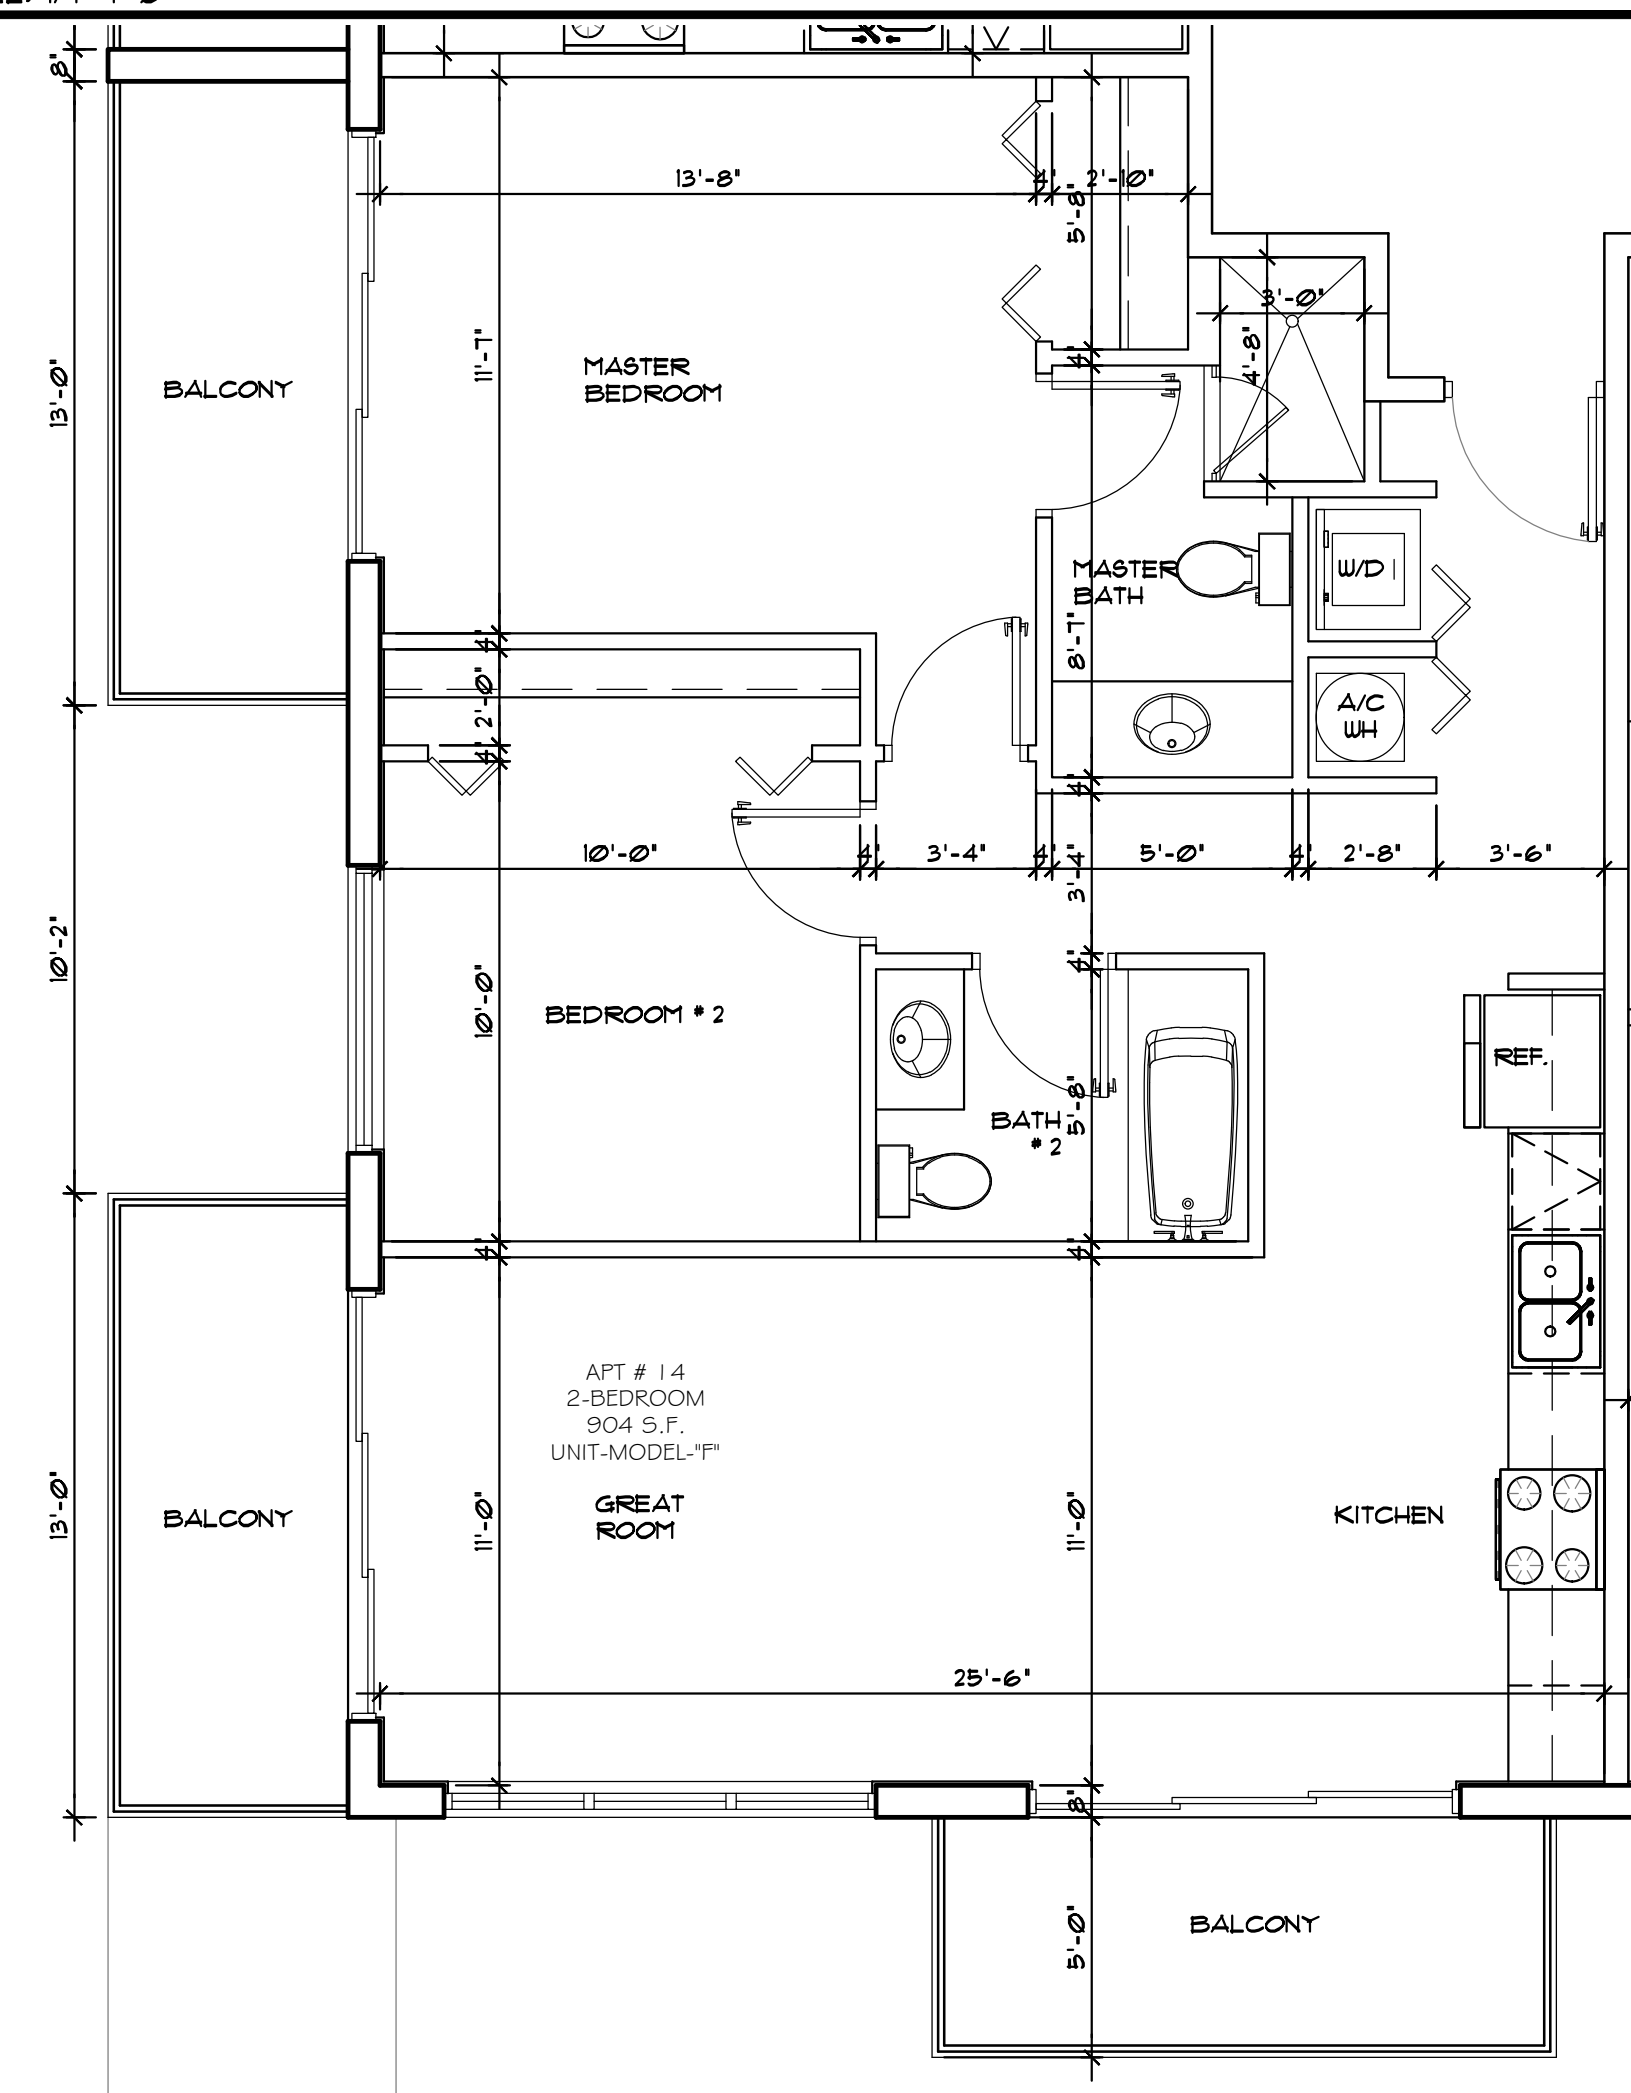 8"
13'-8"
4"
2'-10"
5'-8"
3'-0"
4'-8"
11'-7"
4"
13'-0"
BALCONY
MASTER
BEDROOM
MASTER
BATH
W/D
8'-7"
4"
2'-0"
4"
A/C
WH
4"
10'-0"
4"
3'-4"
4"
5'-0"
4"
2'-8"
3'-6"
3'-4"
4"
10'-2"
10'-0"
BEDROOM # 2
REF.
5'-8"
BATH
# 2
4"
4"
APT # 14
2-BEDROOM
904 S.F.
UNIT-MODEL-"F"
13'-0"
BALCONY
11'-0"
GREAT
ROOM
11'-0"
KITCHEN
25'-6"
8"
5'-0"
BALCONY